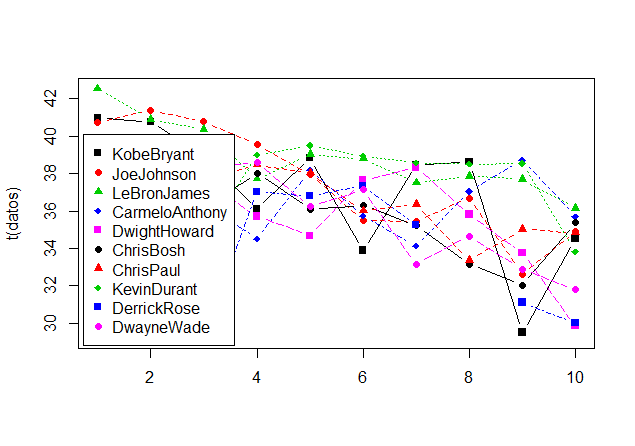 t(datos)
42
40
38
36
34
32
30
KobeBryant
JoeJohnson
LeBronJames
CarmeloAnthony
DwightHoward
ChrisBosh
ChrisPaul
KevinDurant
DerrickRose
DwayneWade
2 4 6 8 10